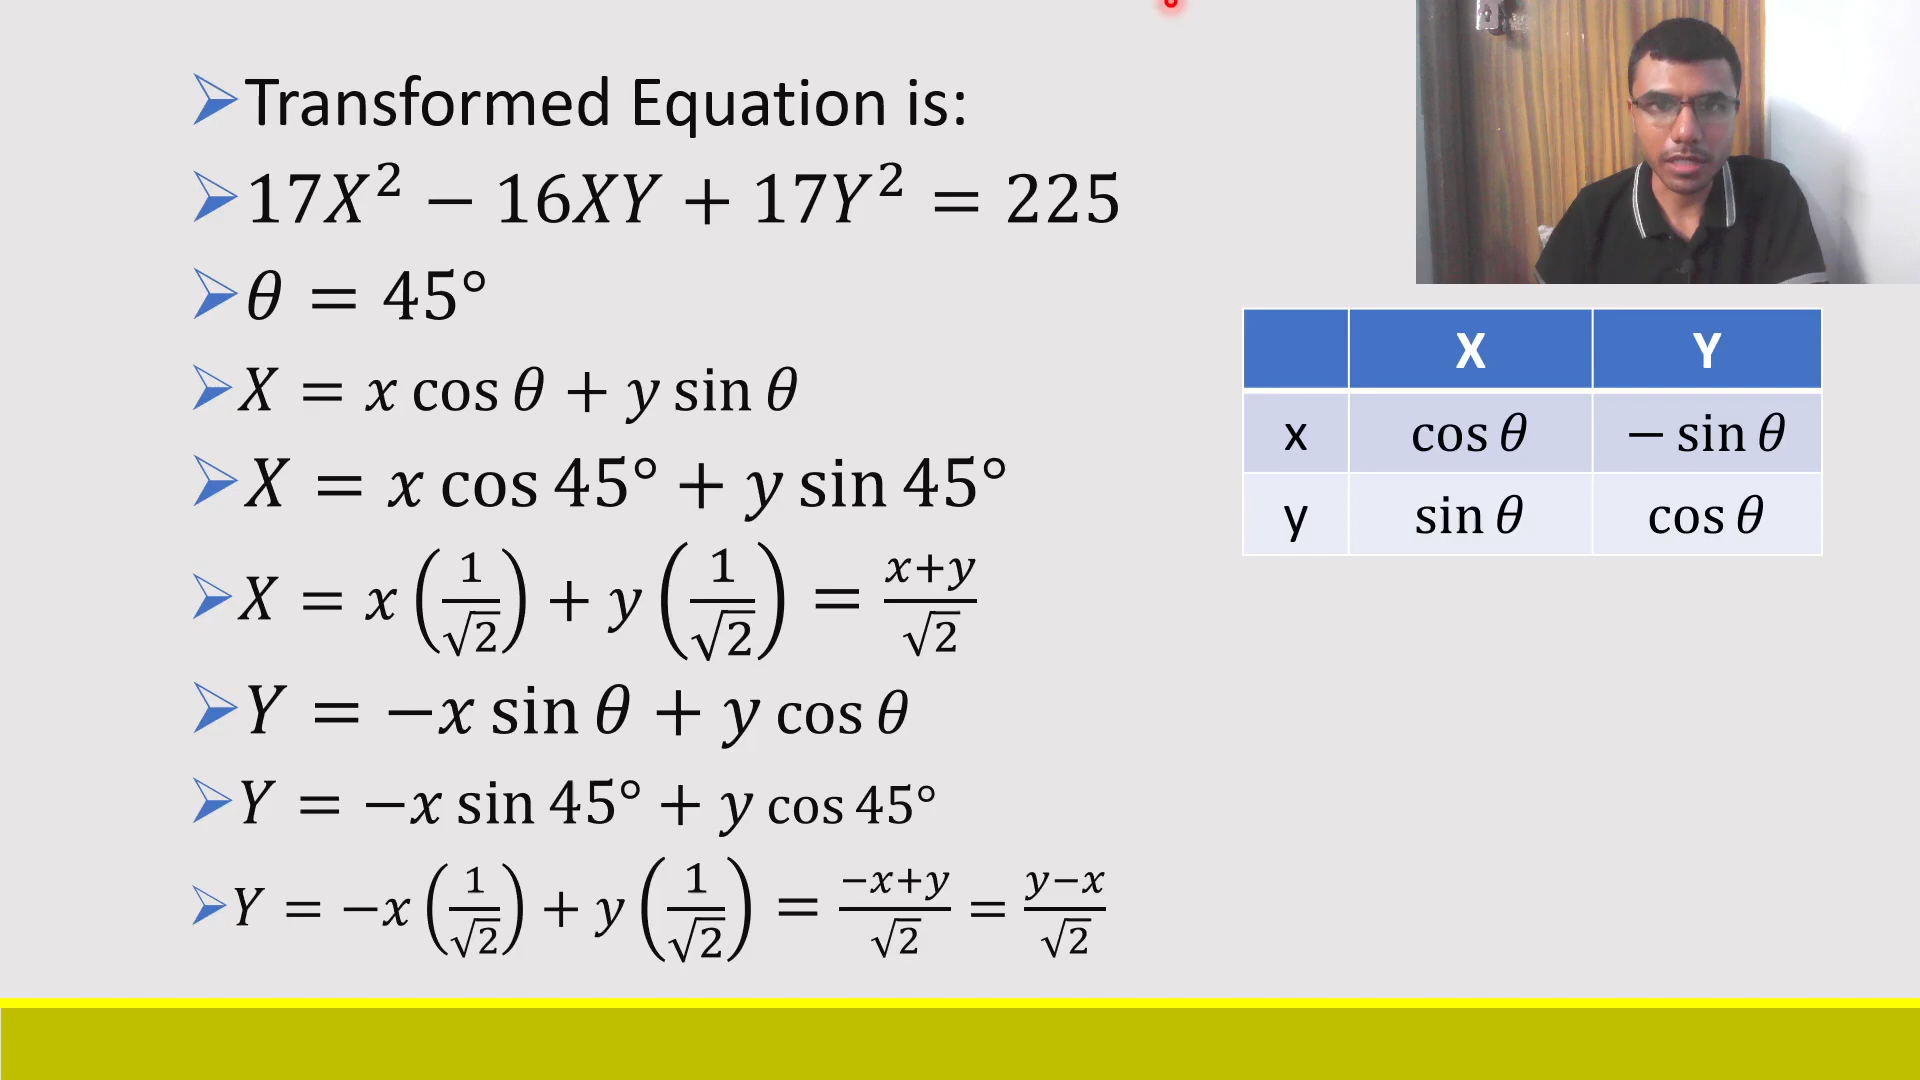 Transformed Equation is:
17X² − 16XY + 17Y² = 225
θ = 45°
X = x cos θ + y sin θ
X = x cos 45° + y sin 45°
X = x (1/√2) + y (1/√2) = (x+y)/√2
Y = −x sin θ + y cos θ
Y = −x sin 45° + y cos 45°
Y = −x (1/√2) + y (1/√2) = (−x+y)/√2 = (y−x)/√2
X Y
x cos θ − sin θ
y sin θ cos θ